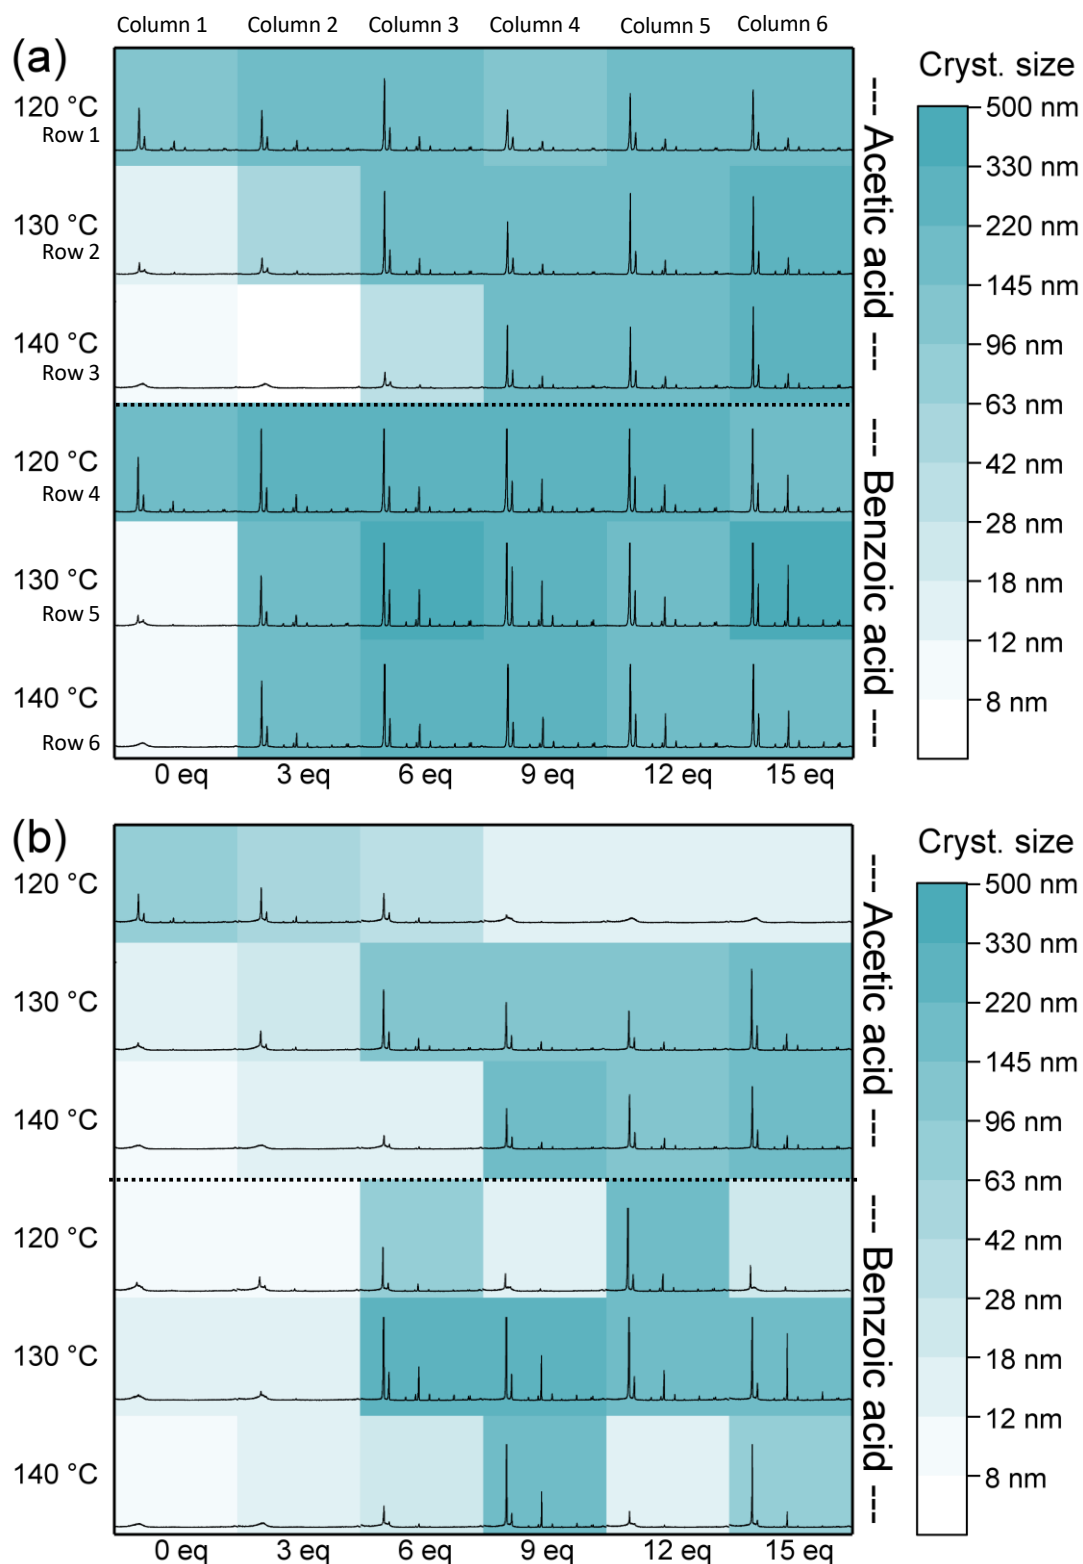 Column 1 Column 2 Column 3 Column 4 Column 5 Column 6
(a)
Cryst. size
120 °C
Row 1
130 °C
Row 2
140 °C
Row 3
120 °C
Row 4
130 °C
Row 5
140 °C
Row 6
--- Acetic acid ---
--- Benzoic acid ---
500 nm
330 nm
220 nm
145 nm
96 nm
63 nm
42 nm
28 nm
18 nm
12 nm
8 nm
0 eq 3 eq 6 eq 9 eq 12 eq 15 eq
(b)
Cryst. size
120 °C
130 °C
140 °C
120 °C
130 °C
140 °C
--- Acetic acid ---
--- Benzoic acid ----
500 nm
330 nm
220 nm
145 nm
96 nm
63 nm
42 nm
28 nm
18 nm
12 nm
8 nm
0 eq 3 eq 6 eq 9 eq 12 eq 15 eq